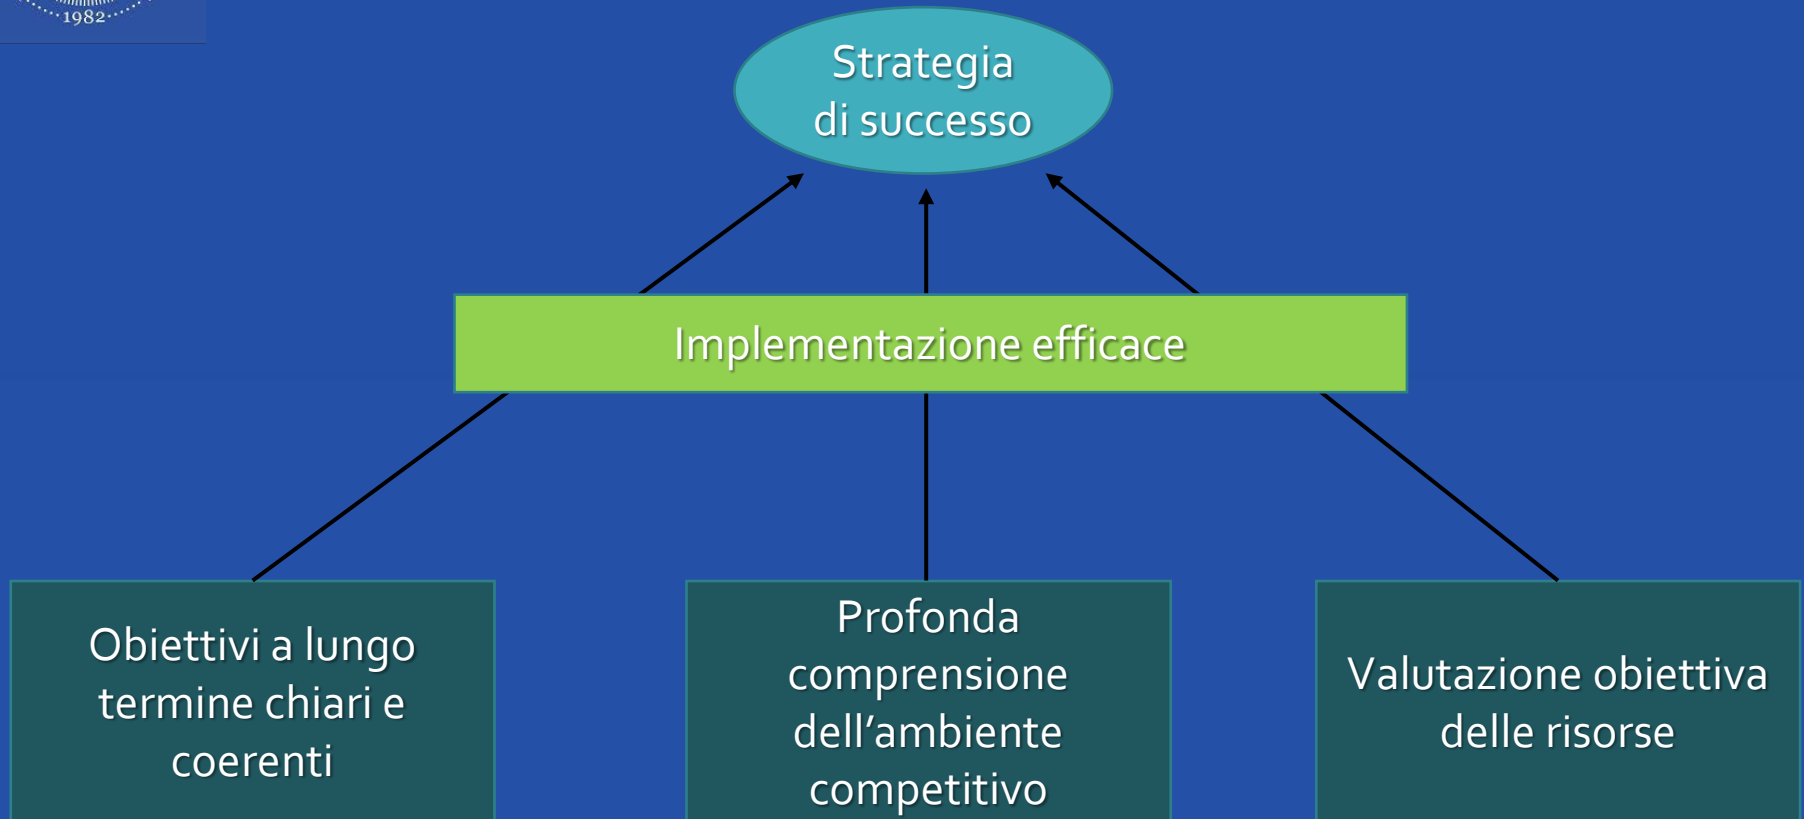 1982
Strategia
di successo
Implementazione efficace
Obiettivi a lungo
termine chiari e
coerenti
Profonda
comprensione
dell’ambiente
competitivo
Valutazione obiettiva
delle risorse